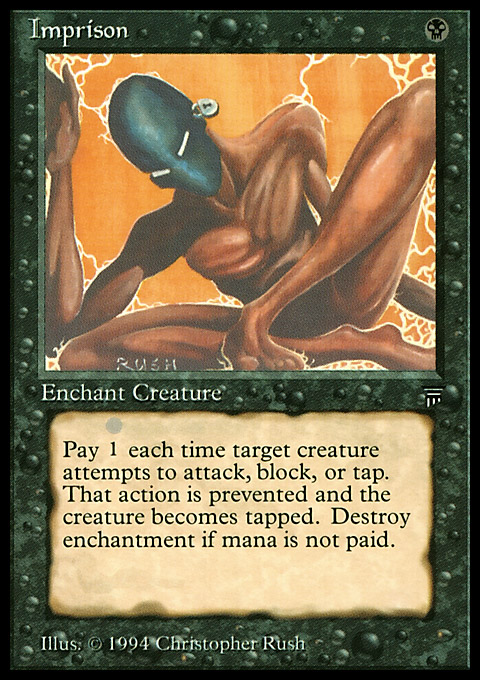 Imprison
RUSH
Enchant Creature
Pay 1 each time target creature
attempts to attack, block, or tap.
That action is prevented and the
creature becomes tapped. Destroy
enchantment if mana is not paid.
Illus. © 1994 Christopher Rush